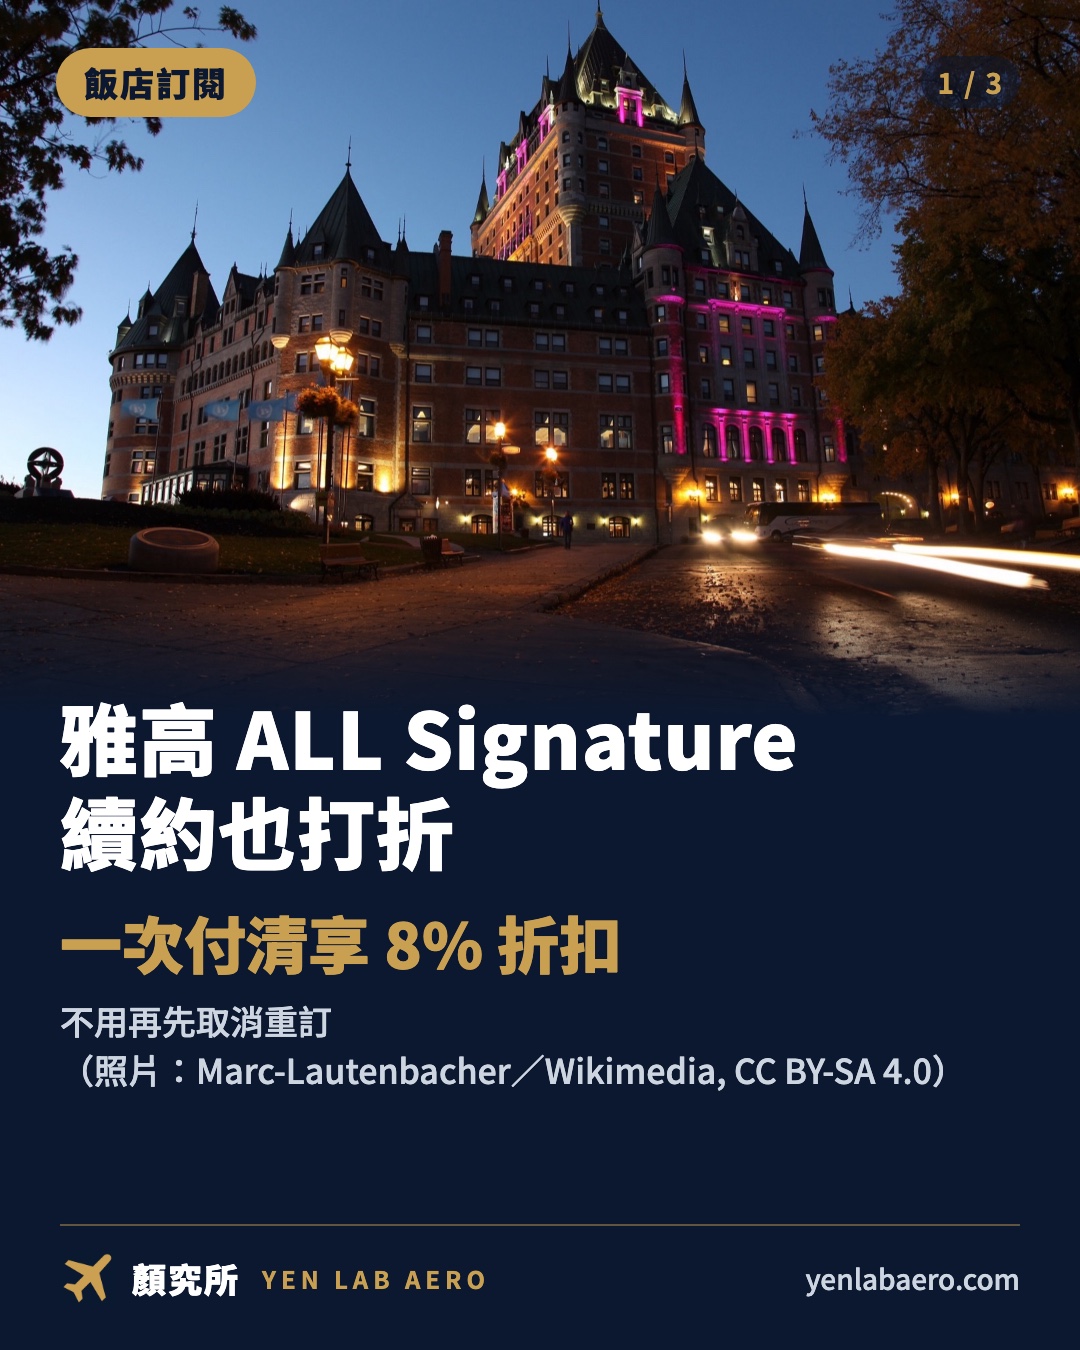 飯店訂閱
1 / 3
雅高 ALL Signature
續約也打折
一次付清享 8% 折扣
不用再先取消重訂
（照片：Marc-Lautenbacher／Wikimedia, CC BY-SA 4.0）
顏究所 YEN LAB AERO
yenlabaero.com